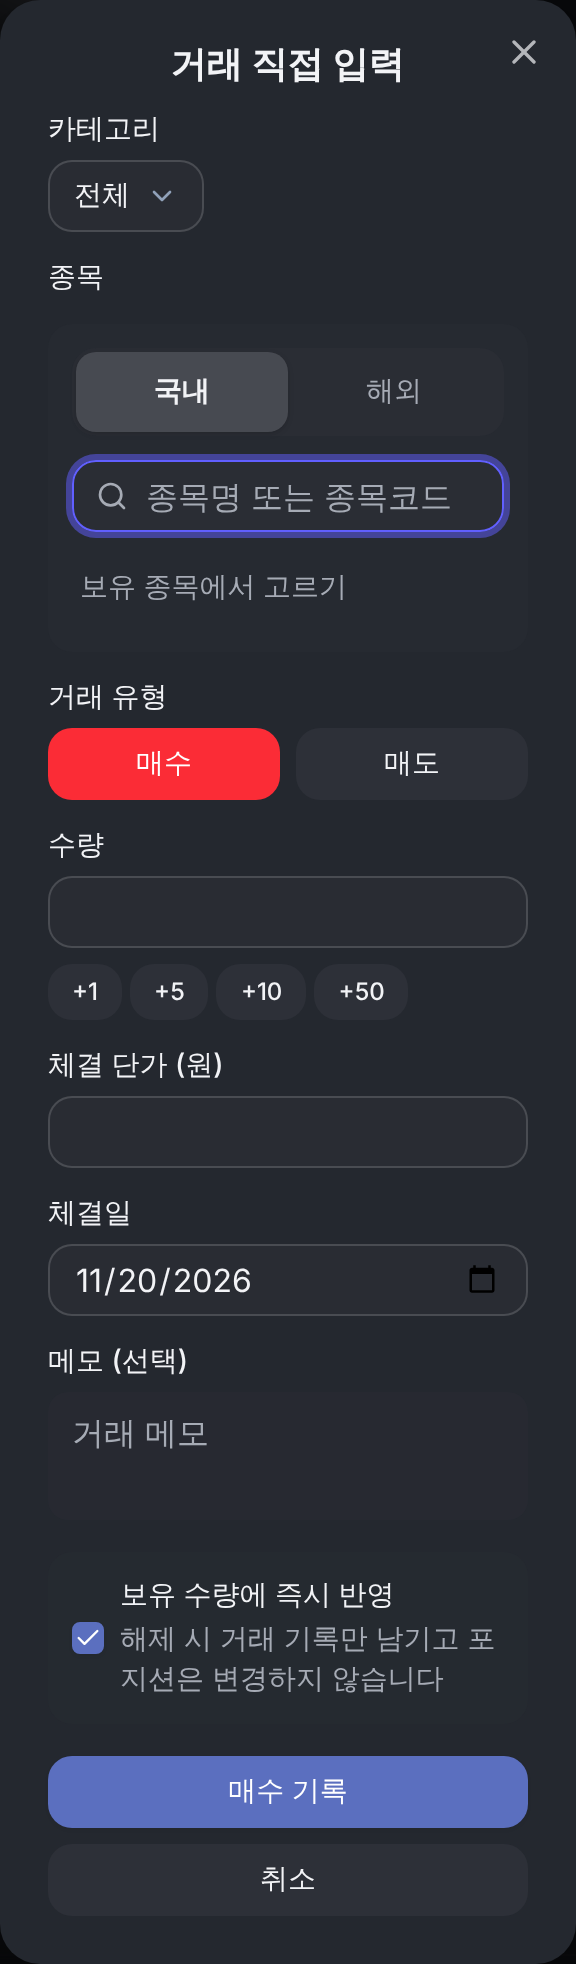 거래 직접 입력
카테고리
전체
종목
국내
해외
종목명 또는 종목코드
보유 종목에서 고르기
거래 유형
매수
매도
수량
+1
+5
+10
+50
체결 단가 (원)
체결일
11/20/2026
메모 (선택)
거래 메모
보유 수량에 즉시 반영
해제 시 거래 기록만 남기고 포
지션은 변경하지 않습니다
매수 기록
취소